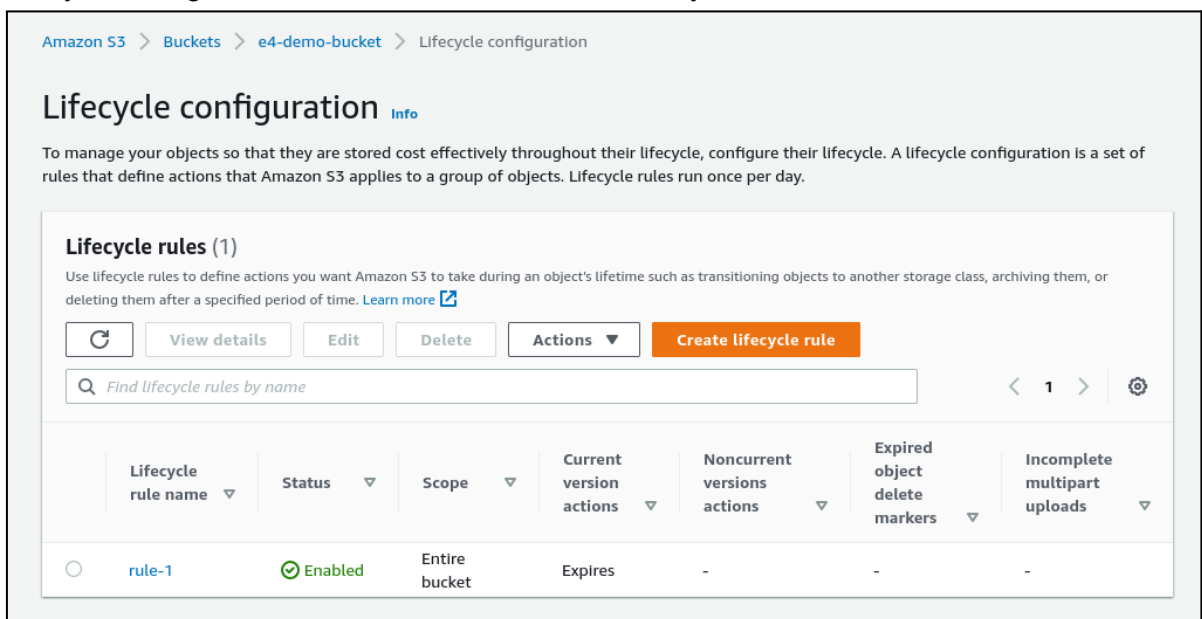 Amazon S3 > Buckets > e4-demo-bucket > Lifecycle configuration
Lifecycle configuration Info
To manage your objects so that they are stored cost effectively throughout their lifecycle, configure their lifecycle. A lifecycle configuration is a set of
rules that define actions that Amazon S3 applies to a group of objects. Lifecycle rules run once per day.
Lifecycle rules (1)
Use lifecycle rules to define actions you want Amazon S3 to take during an object's lifetime such as transitioning objects to another storage class, archiving them, or
deleting them after a specified period of time. Learn more
View details Edit Delete Actions Create lifecycle rule
Find lifecycle rules by name
< 1 >
Lifecycle
rule name
Status
Scope
Current
version
actions
Noncurrent
versions
actions
Expired
object
delete
markers
Incomplete
multipart
uploads
rule-1
Enabled
Entire
bucket
Expires
-
-
-